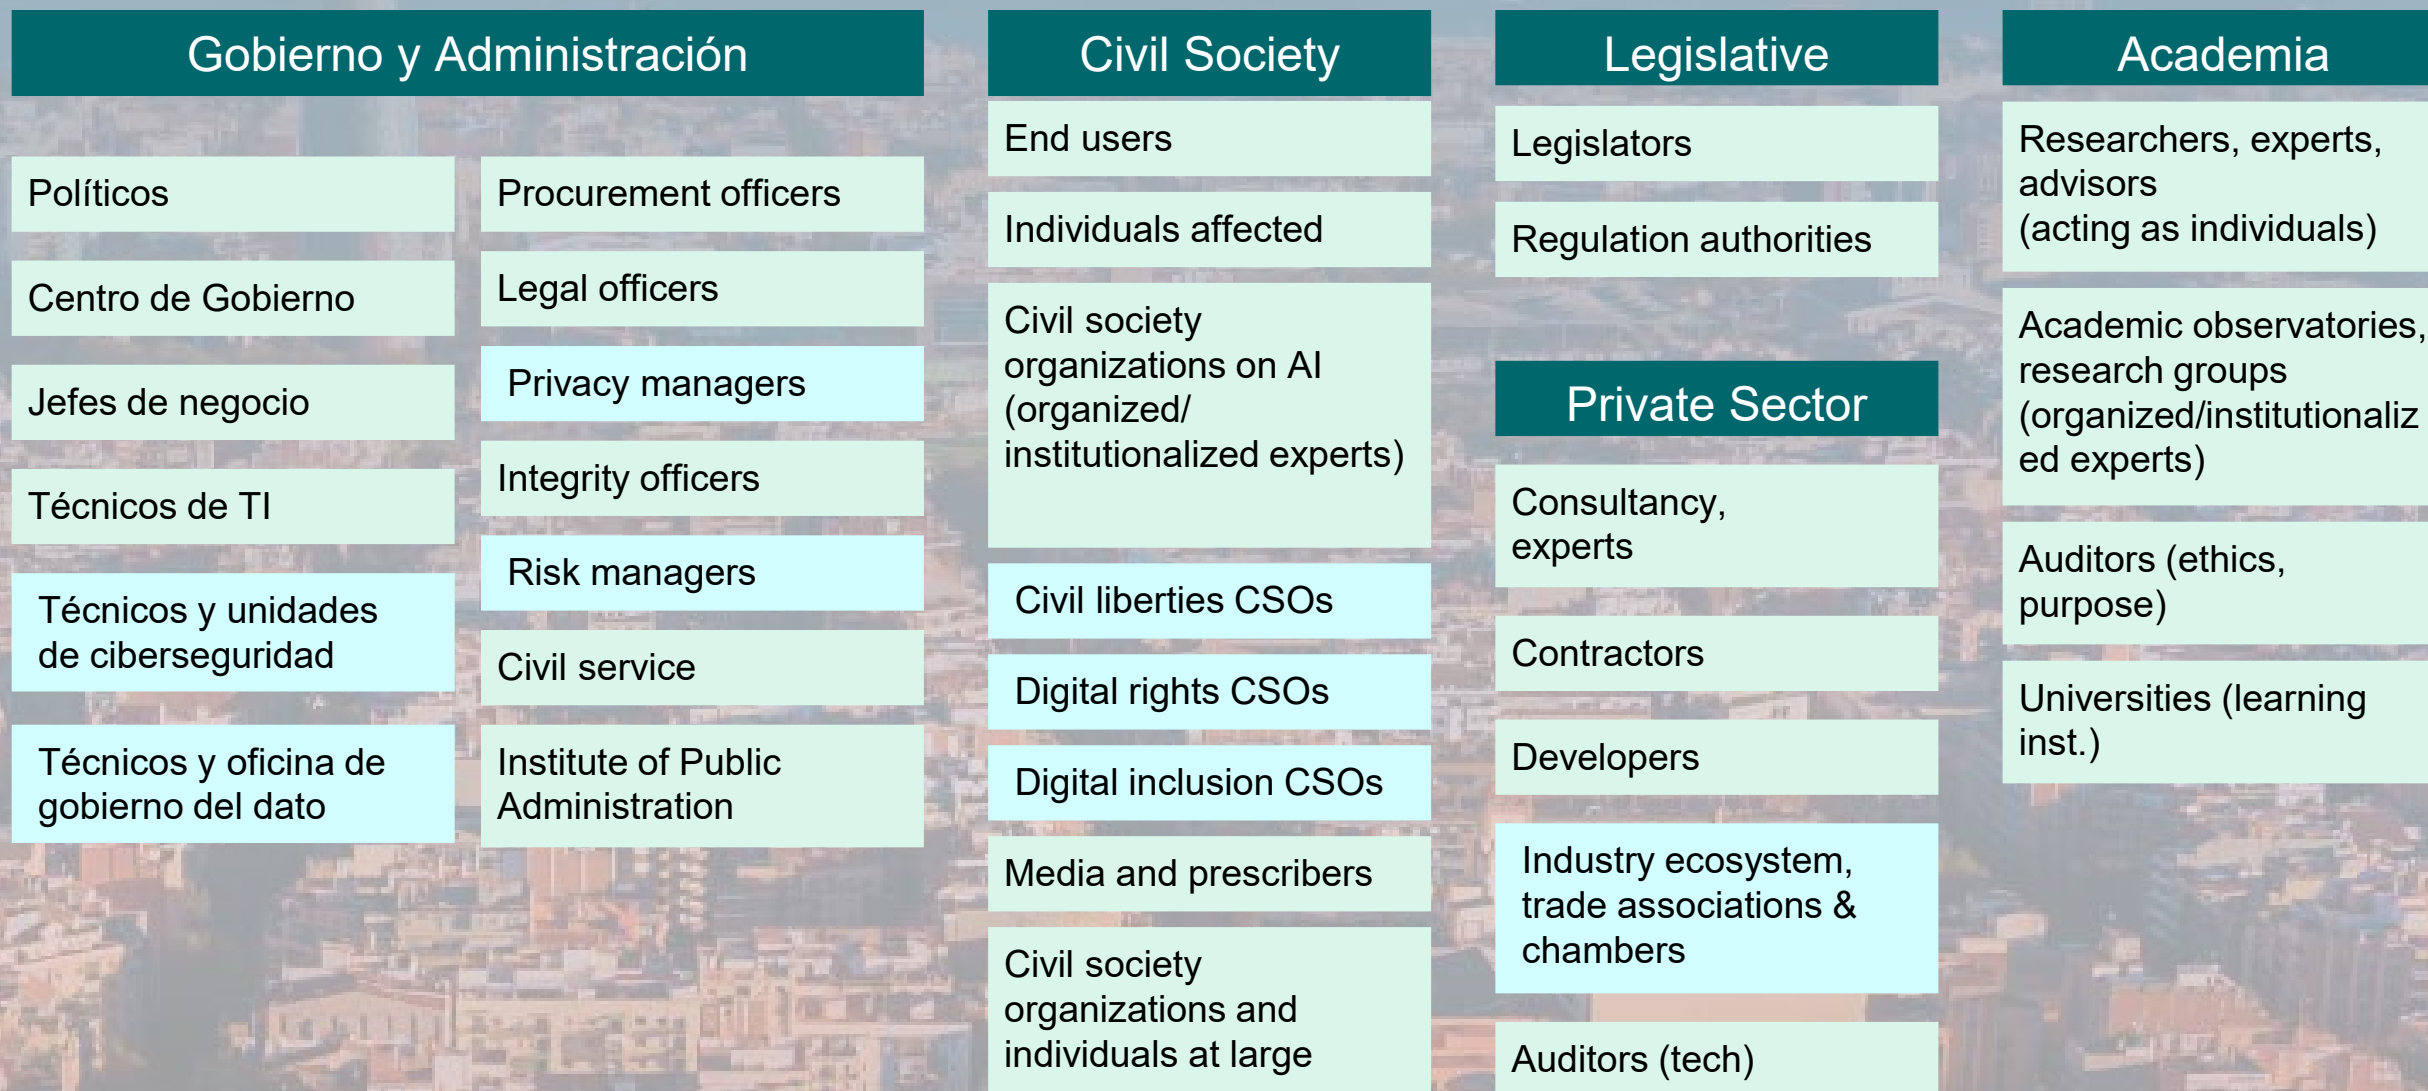 Gobierno y Administración
Políticos
Centro de Gobierno
Jefes de negocio
Técnicos de TI
Técnicos y unidades
de ciberseguridad
Técnicos y oficina de
gobierno del dato
Procurement officers
Legal officers
Privacy managers
Integrity officers
Risk managers
Civil service
Institute of Public
Administration
Civil Society
End users
Individuals affected
Civil society
organizations on AI
(organized/
institutionalized experts)
Civil liberties CSOs
Digital rights CSOs
Digital inclusion CSOs
Media and prescribers
Civil society
organizations and
individuals at large
Legislative
Legislators
Regulation authorities
Private Sector
Consultancy,
experts
Contractors
Developers
Industry ecosystem,
trade associations &
chambers
Auditors (tech)
Academia
Researchers, experts,
advisors
(acting as individuals)
Academic observatories,
research groups
(organized/institutionaliz
ed experts)
Auditors (ethics,
purpose)
Universities (learning
inst.)